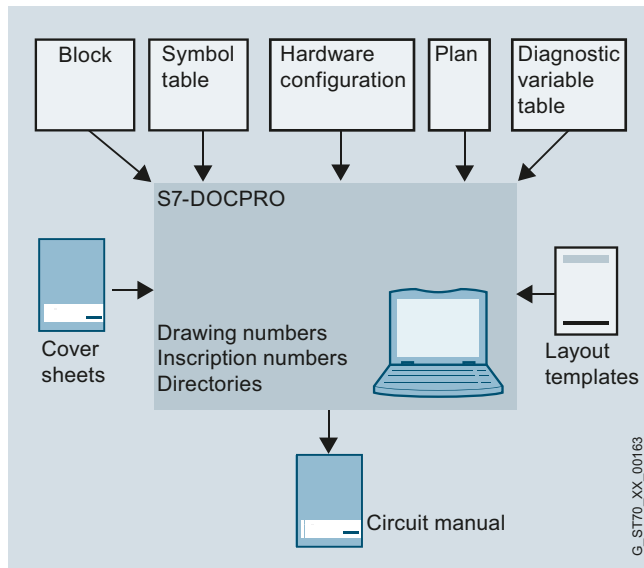 Block
Symbol
table
Hardware
configuration
Plan
Diagnostic
variable
table
S7-DOCPRO
Cover
sheets
Drawing numbers
Inscription numbers
Directories
Layout
templates
Circuit manual
G_ST70_XX_00163